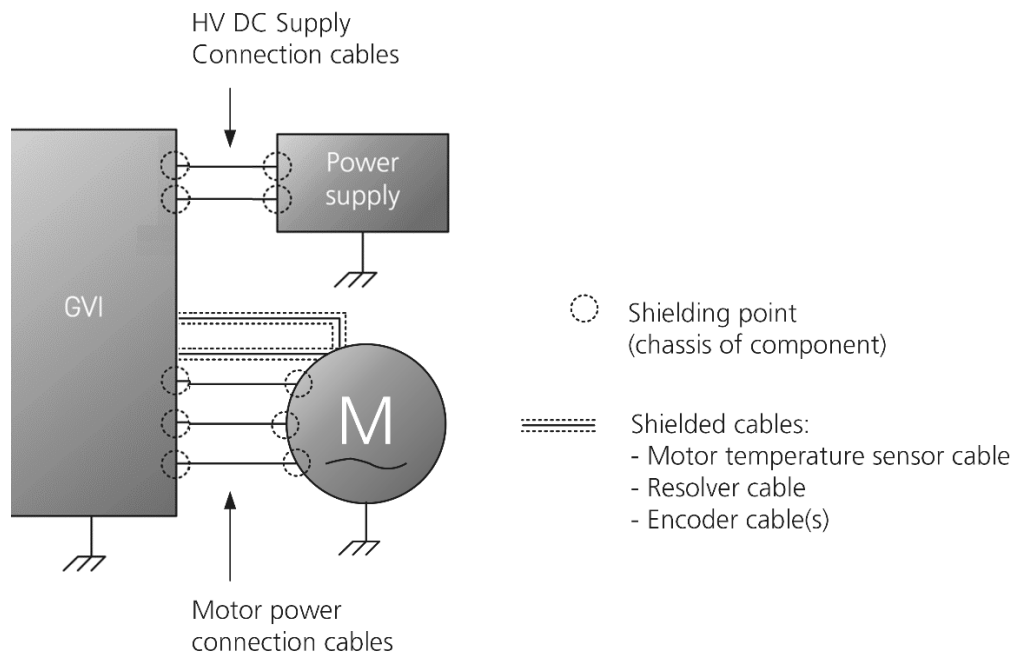 HV DC Supply
Connection cables
Power
supply
GVI
M
Shielding point
(chassis of component)
Shielded cables:
- Motor temperature sensor cable
- Resolver cable
- Encoder cable(s)
Motor power
connection cables